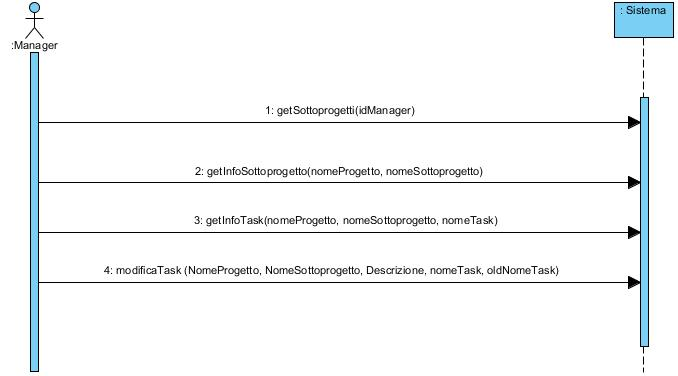 : Sistema
:Manager
1: getSottoprogetti(idManager)
2: getInfoSottoprogetto(nomeProgetto, nomeSottoprogetto)
3: getInfoTask(nomeProgetto, nomeSottoprogetto, nomeTask)
4: modificaTask (NomeProgetto, NomeSottoprogetto, Descrizione, nomeTask, oldNomeTask)